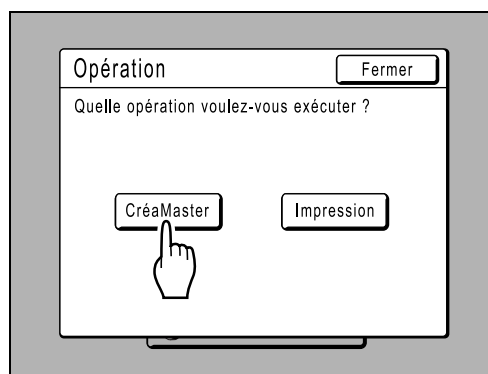 Opération
Fermer
Quelle opération voulez-vous exécuter ?
CréaMaster
Impression